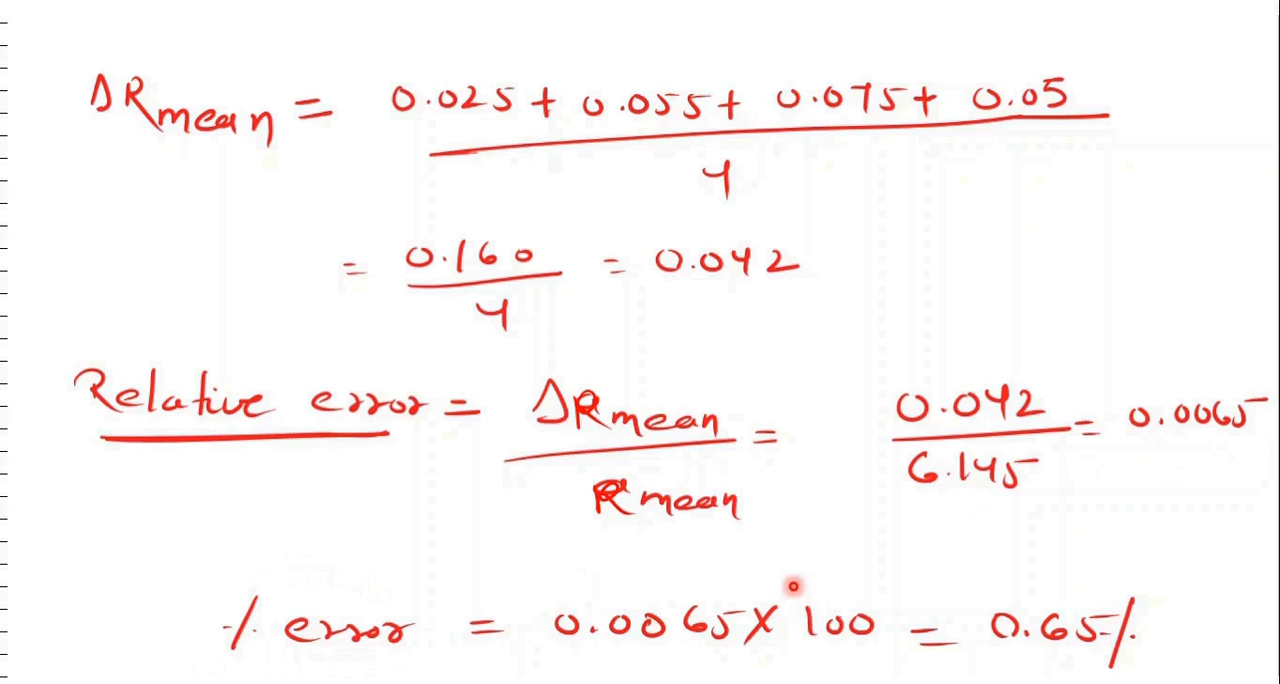 ΔRmean = 0.025 + 0.055 + 0.075 + 0.05 / 4
= 0.160 / 4 = 0.042
Relative error = ΔRmean / Rmean = 0.042 / 6.145 = 0.0065
% error = 0.0065 × 100 = 0.65%